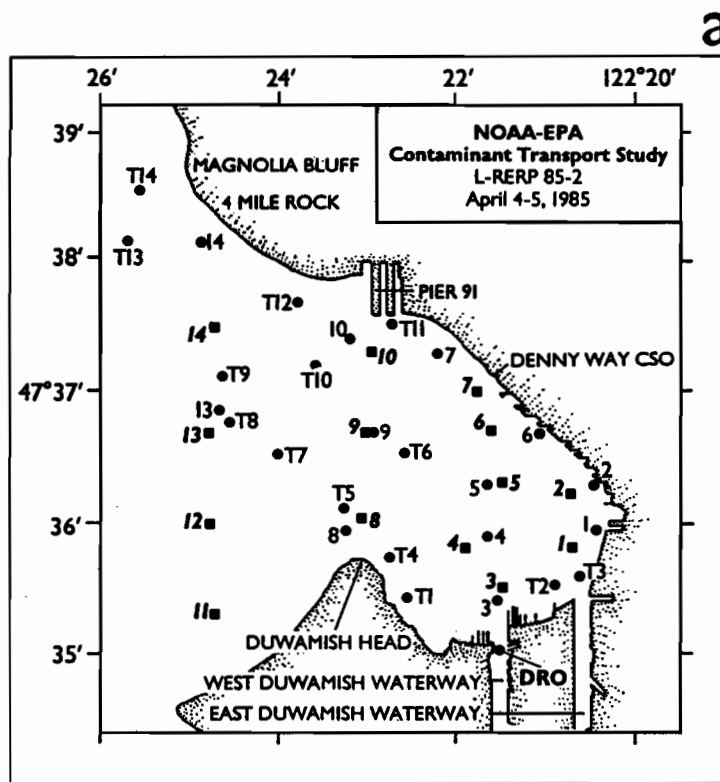 a
26′ 24′ 22′ 122°20′
39′
NOAA-EPA
Contaminant Transport Study
L-RERP 85-2
April 4-5, 1985
MAGNOLIA BLUFF
T14
4 MILE ROCK
T13
14
38′
PIER 91
T12
T11
10
14
10
7
DENNY WAY CSO
T10
T9
47°37′
7
13
T8
6
13
9
9
6
T7
T6
5
5
2
2
T5
12
8
36′
8
4
1
4
1
T4
T3
3
T2
T1
3
11
DUWAMISH HEAD
35′
DRO
WEST DUWAMISH WATERWAY
EAST DUWAMISH WATERWAY